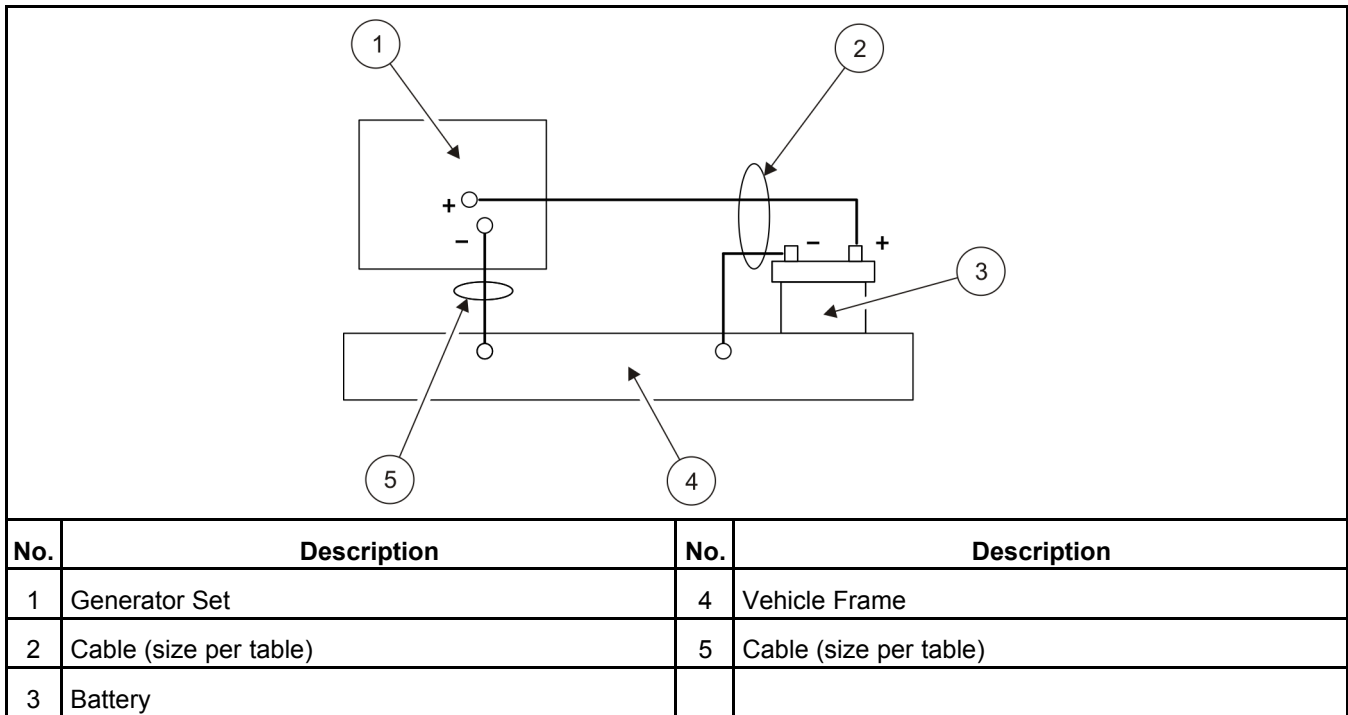 1
2
+
−
− +
3
5
4
No. Description No. Description
1 Generator Set 4 Vehicle Frame
2 Cable (size per table) 5 Cable (size per table)
3 Battery